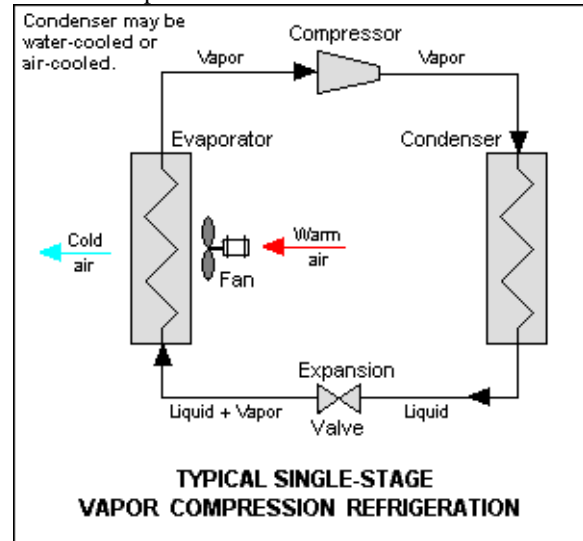 Condenser may be
water-cooled or
air-cooled.
Compressor
Vapor
Vapor
Evaporator
Condenser
Cold
air
Warm
air
Fan
Expansion
Valve
Liquid + Vapor
Liquid
TYPICAL SINGLE-STAGE
VAPOR COMPRESSION REFRIGERATION